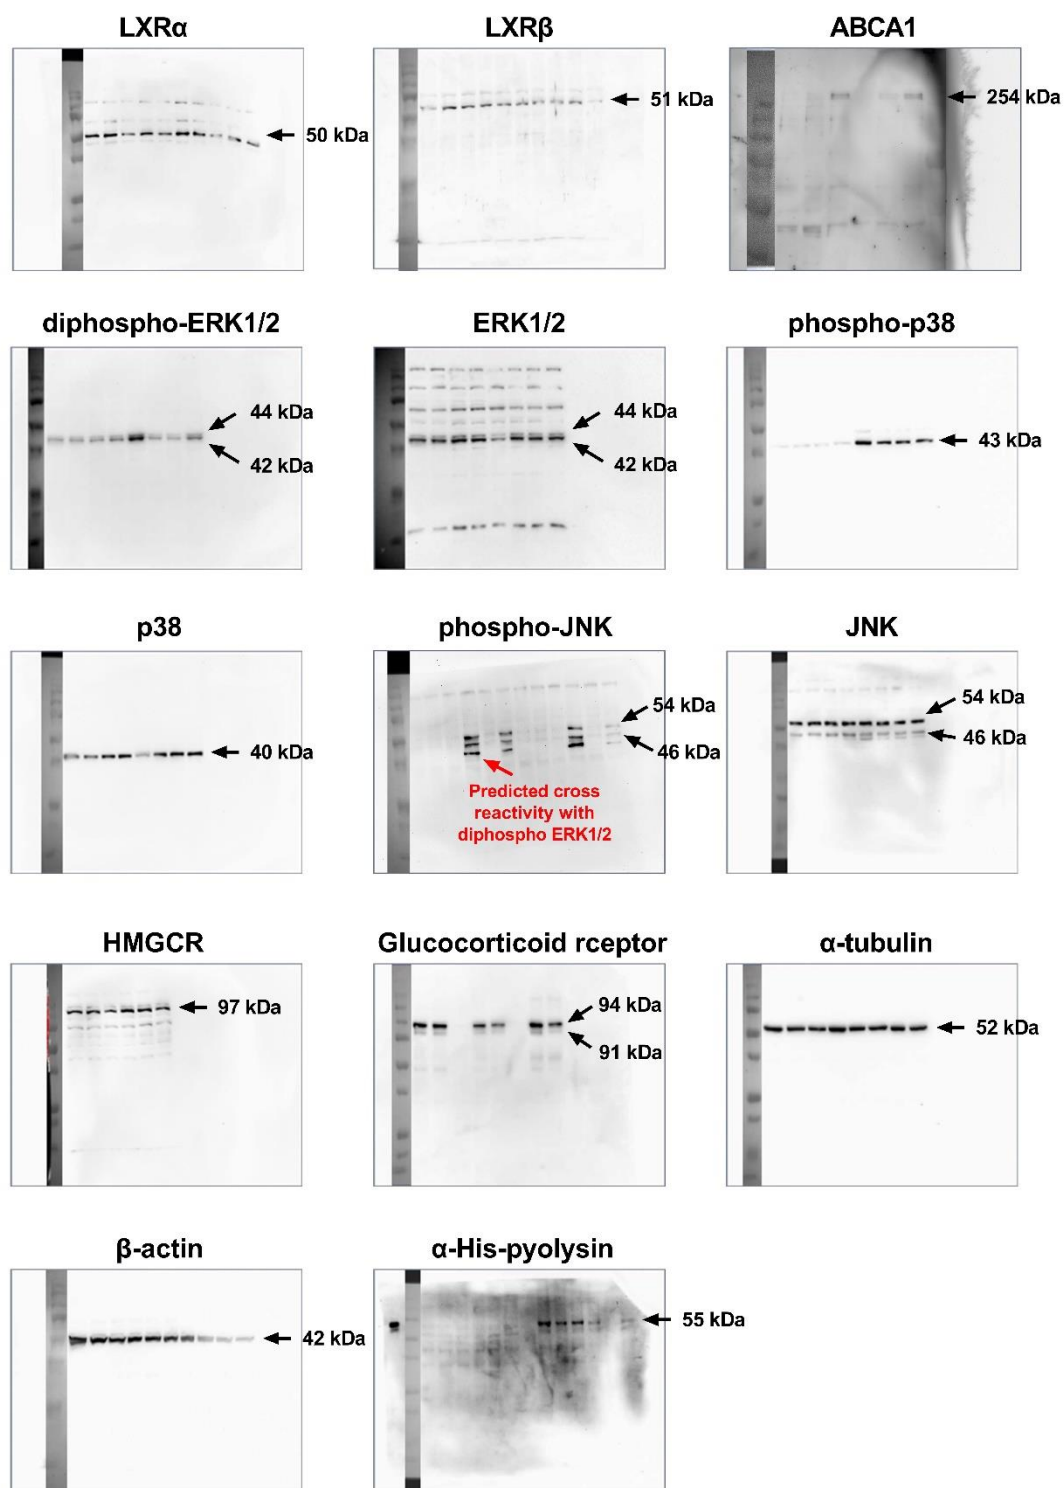 LXRα
LXRβ
ABCA1
50 kDa
51 kDa
254 kDa
diphospho-ERK1/2
ERK1/2
phospho-p38
44 kDa
42 kDa
44 kDa
42 kDa
43 kDa
p38
phospho-JNK
JNK
40 kDa
54 kDa
46 kDa
Predicted cross
reactivity with
diphospho ERK1/2
54 kDa
46 kDa
HMGCR
Glucocorticoid rceptor
α-tubulin
97 kDa
94 kDa
91 kDa
52 kDa
β-actin
α-His-pyolysin
42 kDa
55 kDa